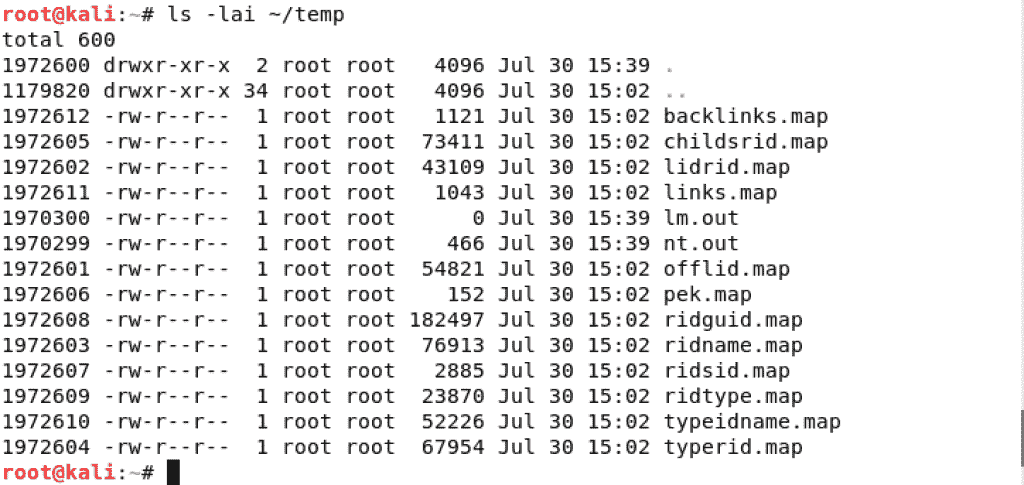 root@kali:~# ls -lai ~/temp
total 600
1972600 drwxr-xr-x  2 root root   4096 Jul 30 15:39 .
1179820 drwxr-xr-x 34 root root   4096 Jul 30 15:02 ..
1972612 -rw-r--r--  1 root root   1121 Jul 30 15:02 backlinks.map
1972605 -rw-r--r--  1 root root  73411 Jul 30 15:02 childsrid.map
1972602 -rw-r--r--  1 root root  43109 Jul 30 15:02 lidrid.map
1972611 -rw-r--r--  1 root root   1043 Jul 30 15:02 links.map
1970300 -rw-r--r--  1 root root      0 Jul 30 15:39 lm.out
1970299 -rw-r--r--  1 root root    466 Jul 30 15:39 nt.out
1972601 -rw-r--r--  1 root root  54821 Jul 30 15:02 offlid.map
1972606 -rw-r--r--  1 root root    152 Jul 30 15:02 pek.map
1972608 -rw-r--r--  1 root root 182497 Jul 30 15:02 ridguid.map
1972603 -rw-r--r--  1 root root  76913 Jul 30 15:02 ridname.map
1972607 -rw-r--r--  1 root root   2885 Jul 30 15:02 ridsid.map
1972609 -rw-r--r--  1 root root  23870 Jul 30 15:02 ridtype.map
1972610 -rw-r--r--  1 root root  52226 Jul 30 15:02 typeidname.map
1972604 -rw-r--r--  1 root root  67954 Jul 30 15:02 typerid.map
root@kali:~#